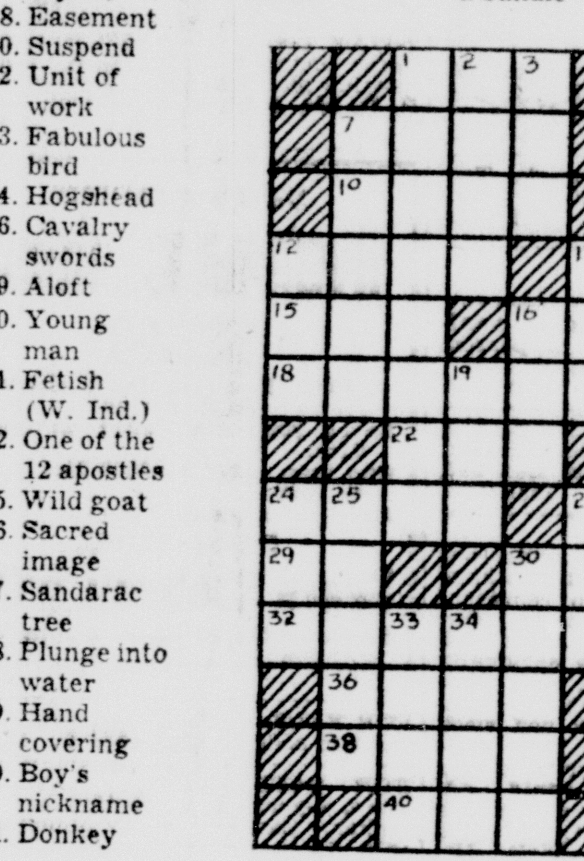 8. Easement
0. Suspend
2. Unit of
work
3. Fabulous
bird
4. Hogshead
6. Cavalry
swords
9. Aloft
0. Young
man
1. Fetish
(W. Ind.)
2. One of the
12 apostles
5. Wild goat
6. Sacred
image
7. Sandarac
tree
8. Plunge into
water
9. Hand
covering
0. Boy's
nickname
. Donkey
1 2 3
7
10
12 1
15 16
18 19
22
24 25 2
29 30
32 33 34
36
38
40